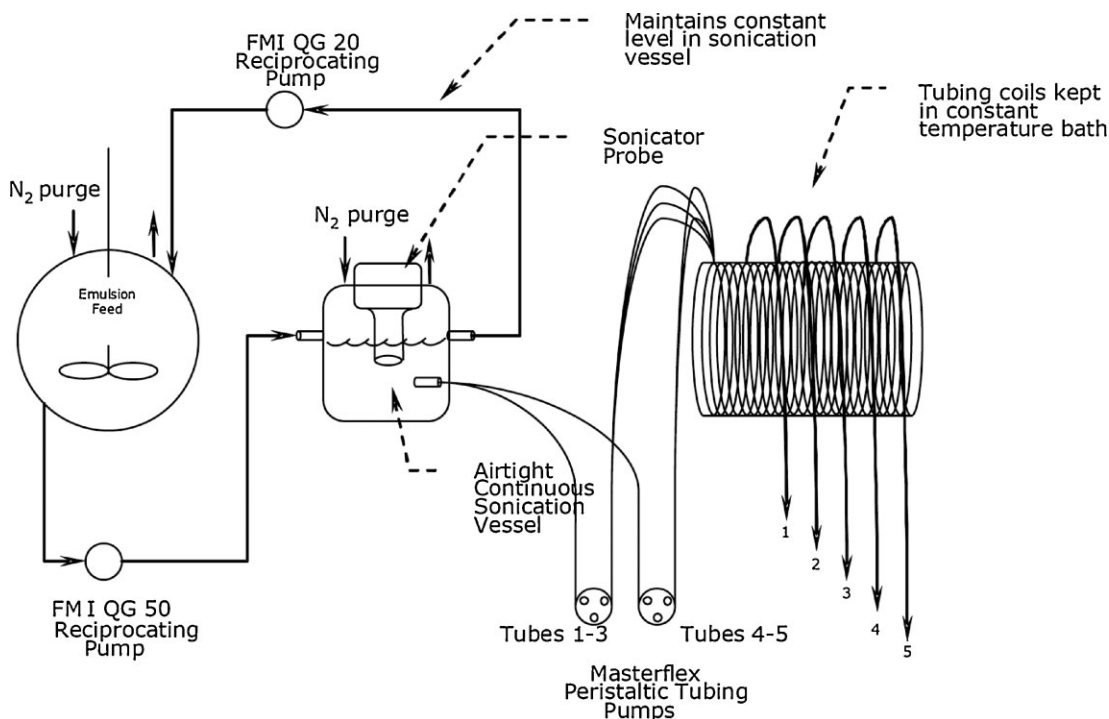 FMI QG 20
Reciprocating
Pump
Maintains constant
level in sonication
vessel
Tubing coils kept
in constant
temperature bath
Sonicator
Probe
N2 purge
N2 purge
Emulsion
Feed
Airtight
Continuous
Sonication
Vessel
1
2
3
4
5
FMI QG 50
Reciprocating
Pump
Tubes 1-3
Tubes 4-5
Masterflex
Peristaltic Tubing
Pumps